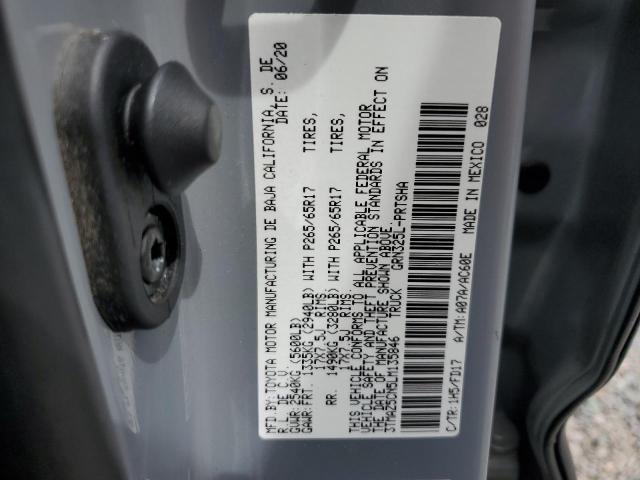 MFD.BY:TOYOTA MOTOR MANUFACTURING DE BAJA CALIFORNIA, S. DE
R.L. DE C.V. DATE: 06/20
GVWR: 2540KG (5600LB)
GAWR:FRT. 1335KG (2940LB) WITH P265/65R17 TIRES,
17X7.5J RIMS
RR. 1490KG (3280LB) WITH P265/65R17 TIRES,
17X7.5J RIMS
THIS VEHICLE CONFORMS TO ALL APPLICABLE FEDERAL MOTOR
VEHICLE SAFETY AND THEFT PREVENTION STANDARDS IN EFFECT ON
THE DATE OF MANUFACTURE SHOWN ABOVE.
3TMAZ5CN5LM135846 TRUCK
GRN325L-PRTSHA
C/TR:1H5/FD17 A/TM:A07A/AC60E
MADE IN MEXICO 028